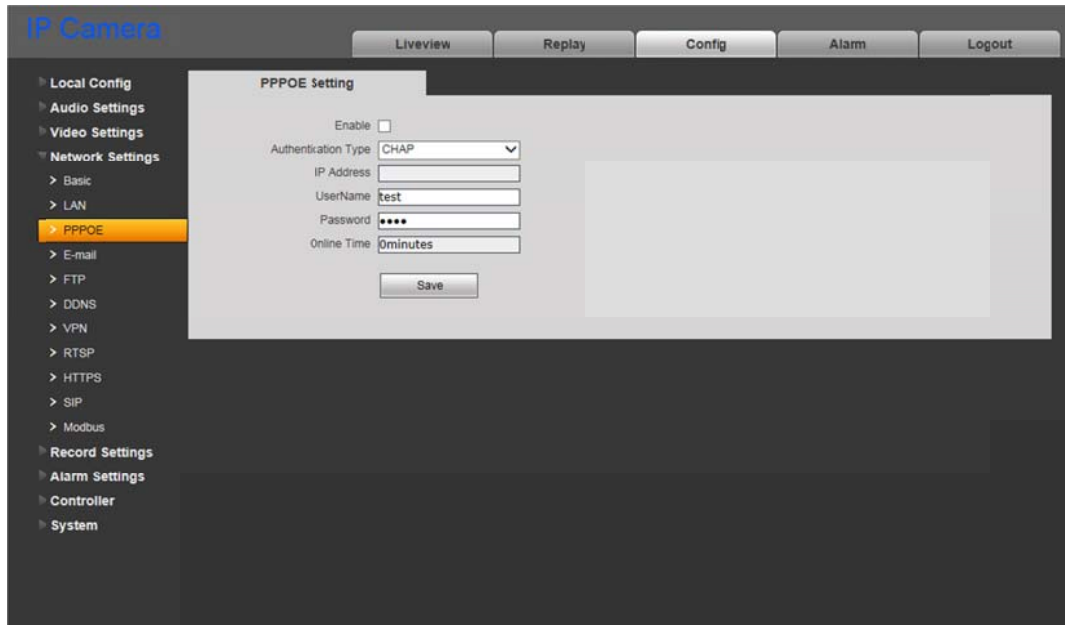 IP Camera
Liveview Replay Config Alarm Logout
Local Config
Audio Settings
Video Settings
Network Settings
> Basic
> LAN
> PPPOE
> E-mail
> FTP
> DDNS
> VPN
> RTSP
> HTTPS
> SIP
> Modbus
Record Settings
Alarm Settings
Controller
System
PPPOE Setting
Enable
Authentication Type CHAP
IP Address
UserName test
Password ••••
Online Time 0minutes
Save